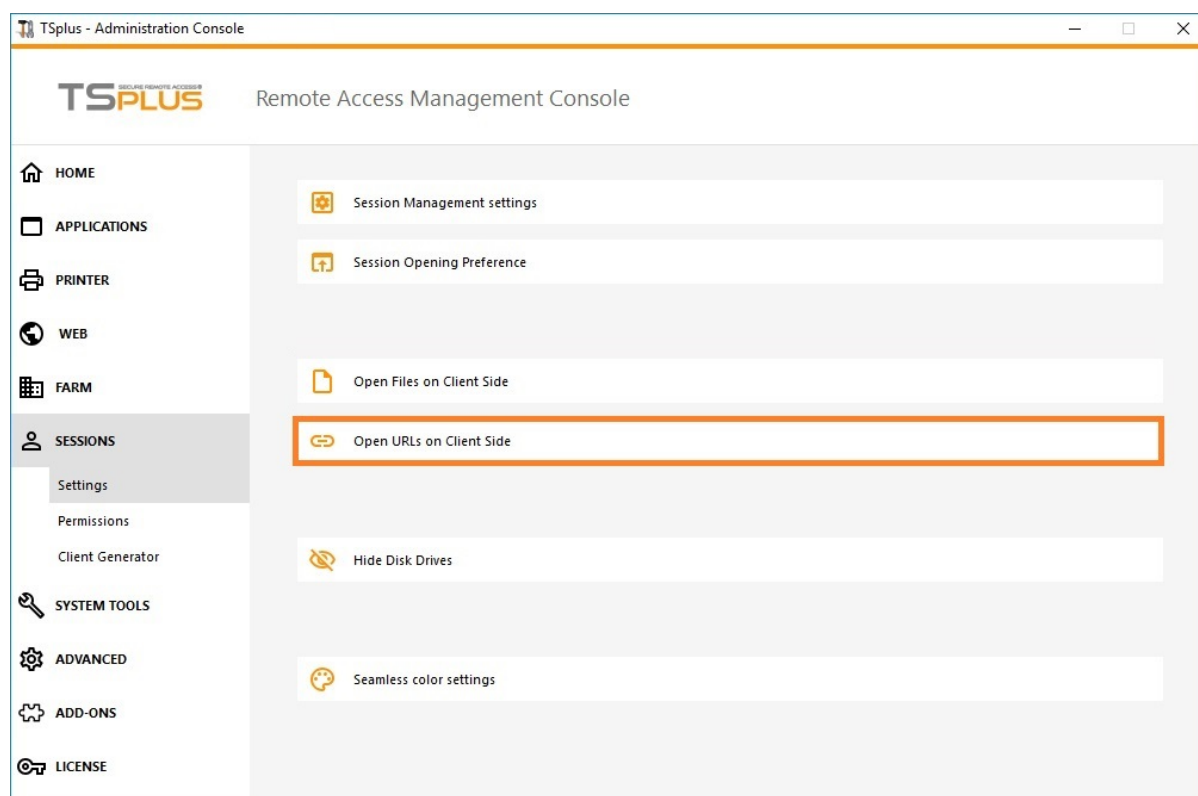 TSplus - Administration Console
TSPLUS
SECURE REMOTE ACCESS®
Remote Access Management Console
HOME
APPLICATIONS
PRINTER
WEB
FARM
SESSIONS
Settings
Permissions
Client Generator
SYSTEM TOOLS
ADVANCED
ADD-ONS
LICENSE
Session Management settings
Session Opening Preference
Open Files on Client Side
Open URLs on Client Side
Hide Disk Drives
Seamless color settings